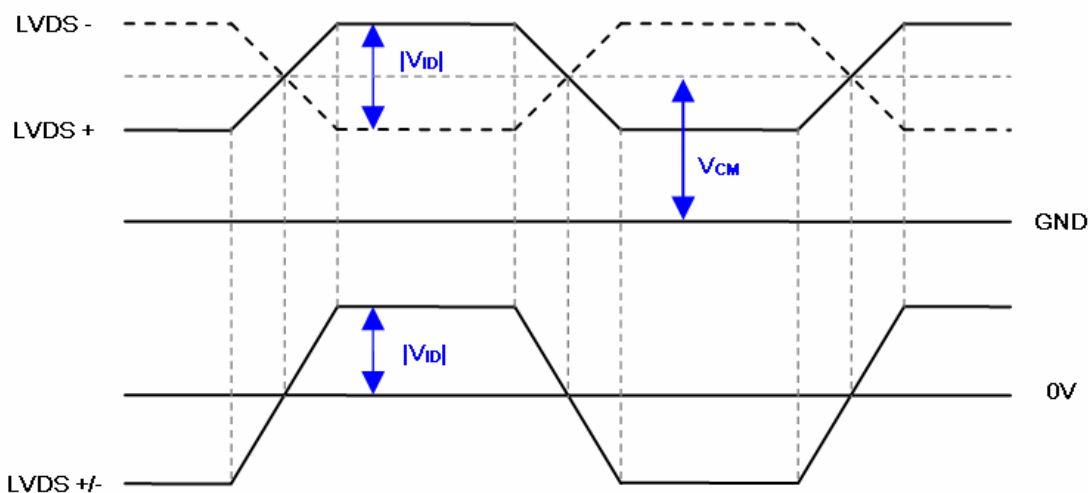 LVDS -
|VID|
LVDS +
VCM
GND
|VID|
0V
LVDS +/-